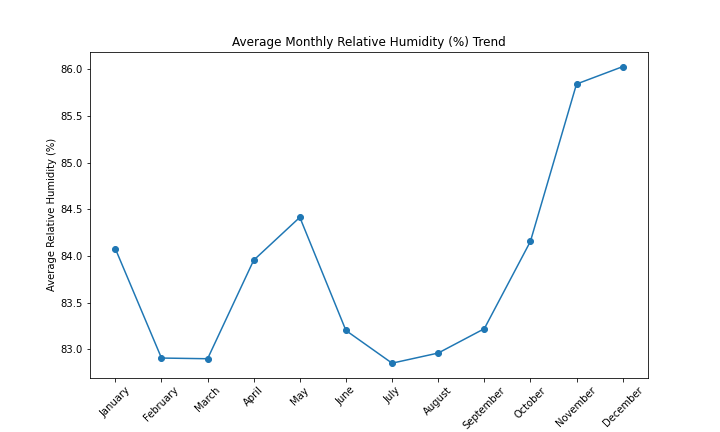 Average Monthly Relative Humidity (%) Trend
Average Relative Humidity (%)
86.0
85.5
85.0
84.5
84.0
83.5
83.0
January
February
March
April
May
June
July
August
September
October
November
December